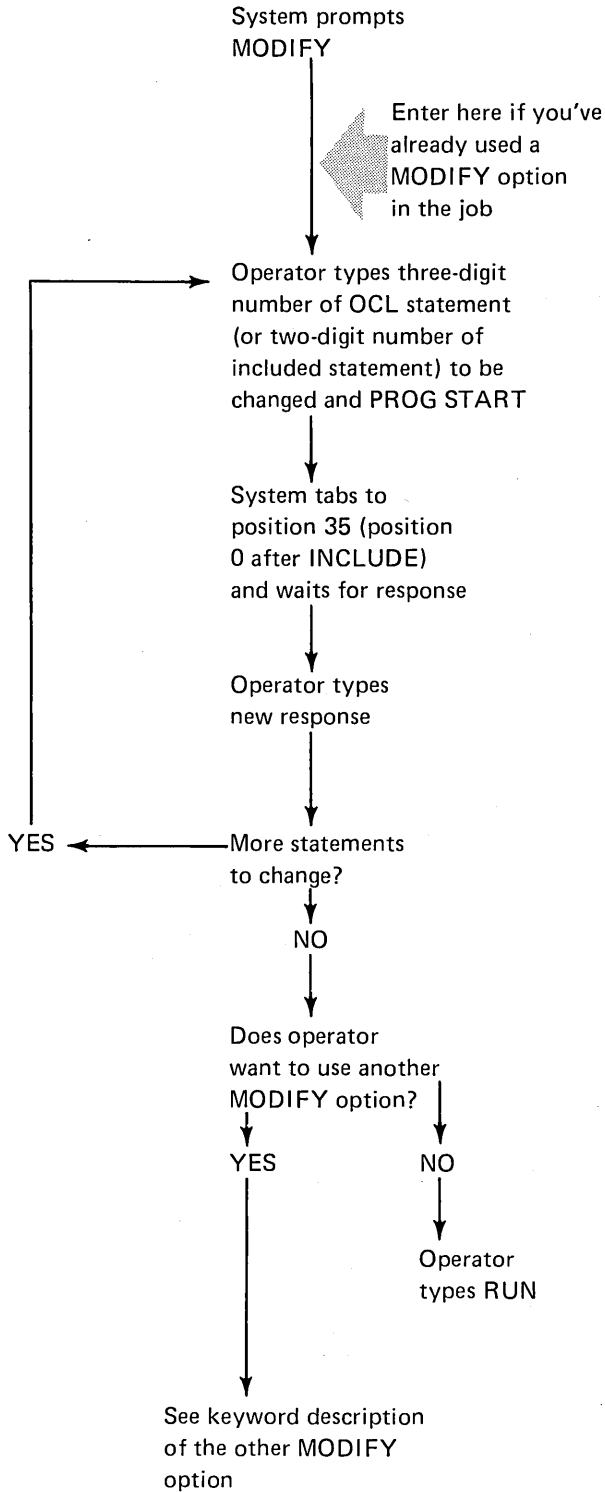 System prompts
MODIFY
Enter here if you've
already used a
MODIFY option
in the job
Operator types three-digit
number of OCL statement
(or two-digit number of
included statement) to be
changed and PROG START
System tabs to
position 35 (position
0 after INCLUDE)
and waits for response
Operator types
new response
YES
More statements
to change?
NO
Does operator
want to use another
MODIFY option?
YES
NO
Operator
types RUN
See keyword description
of the other MODIFY
option